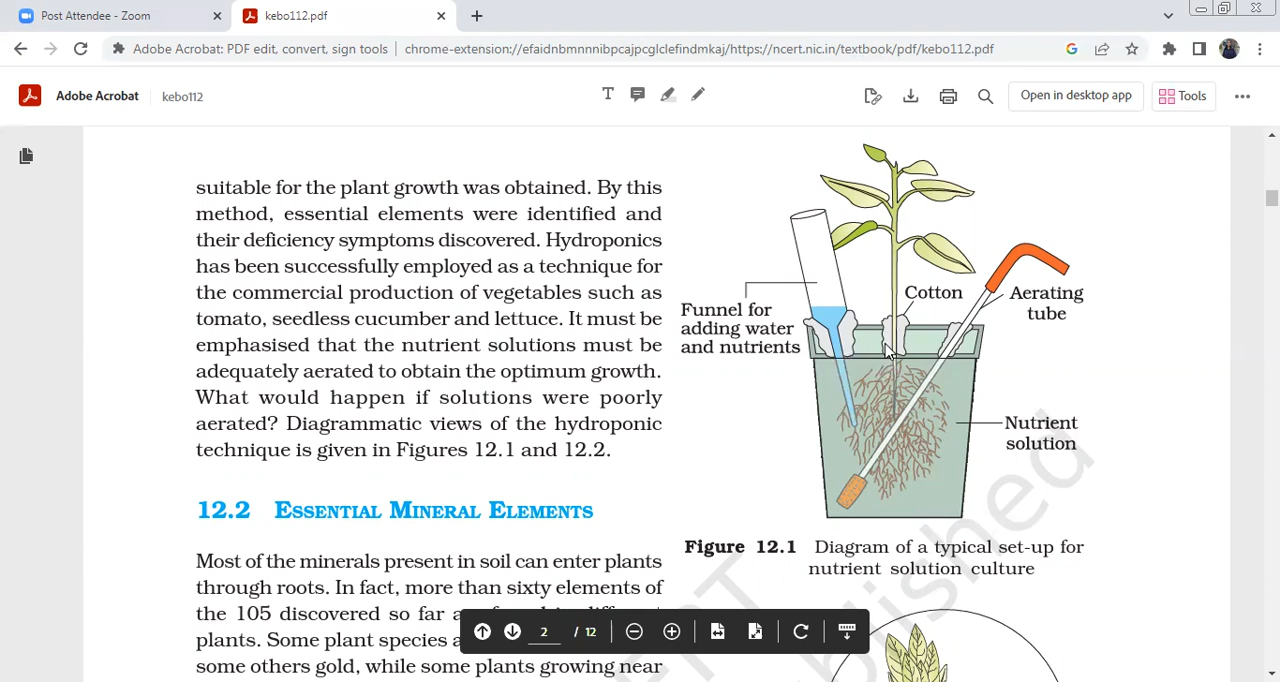 Post Attendee - Zoom
kebo112.pdf
Adobe Acrobat: PDF edit, convert, sign tools | chrome-extension://efaidnbmnnnibpcajpcglclefindmkaj/https://ncert.nic.in/textbook/pdf/kebo112.pdf
Adobe Acrobat
kebo112
Open in desktop app
Tools
suitable for the plant growth was obtained. By this
method, essential elements were identified and
their deficiency symptoms discovered. Hydroponics
has been successfully employed as a technique for
the commercial production of vegetables such as
tomato, seedless cucumber and lettuce. It must be
emphasised that the nutrient solutions must be
adequately aerated to obtain the optimum growth.
What would happen if solutions were poorly
aerated? Diagrammatic views of the hydroponic
technique is given in Figures 12.1 and 12.2.
12.2 ESSENTIAL MINERAL ELEMENTS
Most of the minerals present in soil can enter plants
through roots. In fact, more than sixty elements of
the 105 discovered so far
plants. Some plant species
some others gold, while some plants growing near
Funnel for
adding water
and nutrients
Cotton
Aerating
tube
Nutrient
solution
Figure 12.1 Diagram of a typical set-up for
nutrient solution culture
2 / 12